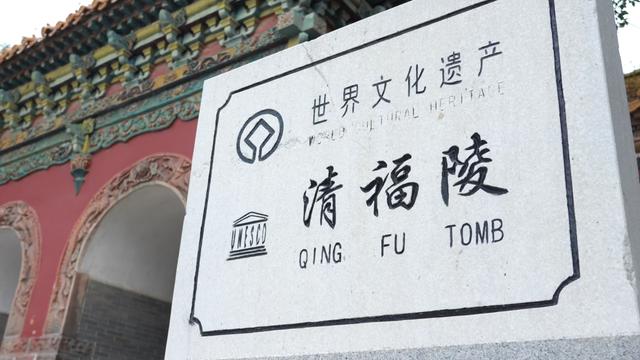 世界文化遗产
WORLD CULTURAL HERITAGE
清福陵
UNESCO
QING FU TOMB